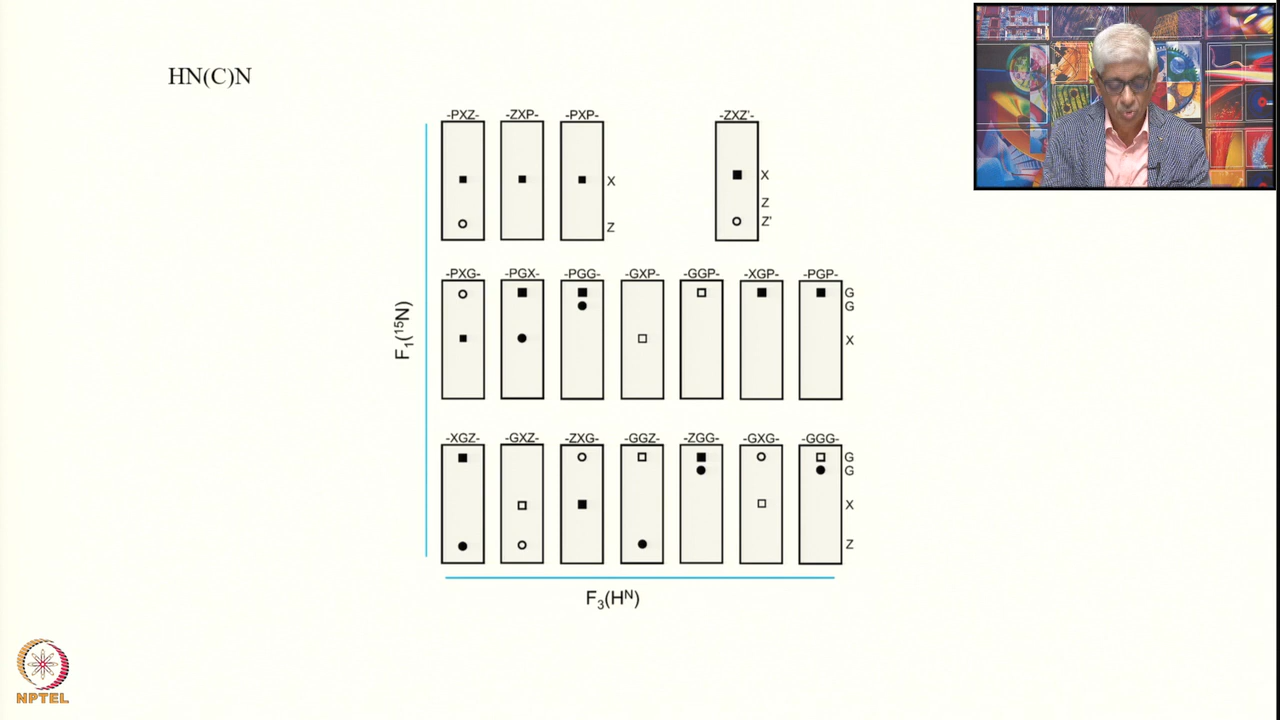 HN(C)N
-PXZ- -ZXP- -PXP- -ZXZ'-
X
Z
X
Z
Z'
-PXG- -PGX- -PGG- -GXP- -GGP- -XGP- -PGP-
G
G
X
F₁(¹⁵N)
-XGZ- -GXZ- -ZXG- -GGZ- -ZGG- -GXG- -GGG-
G
G
X
Z
F₃(Hᴺ)
NPTEL